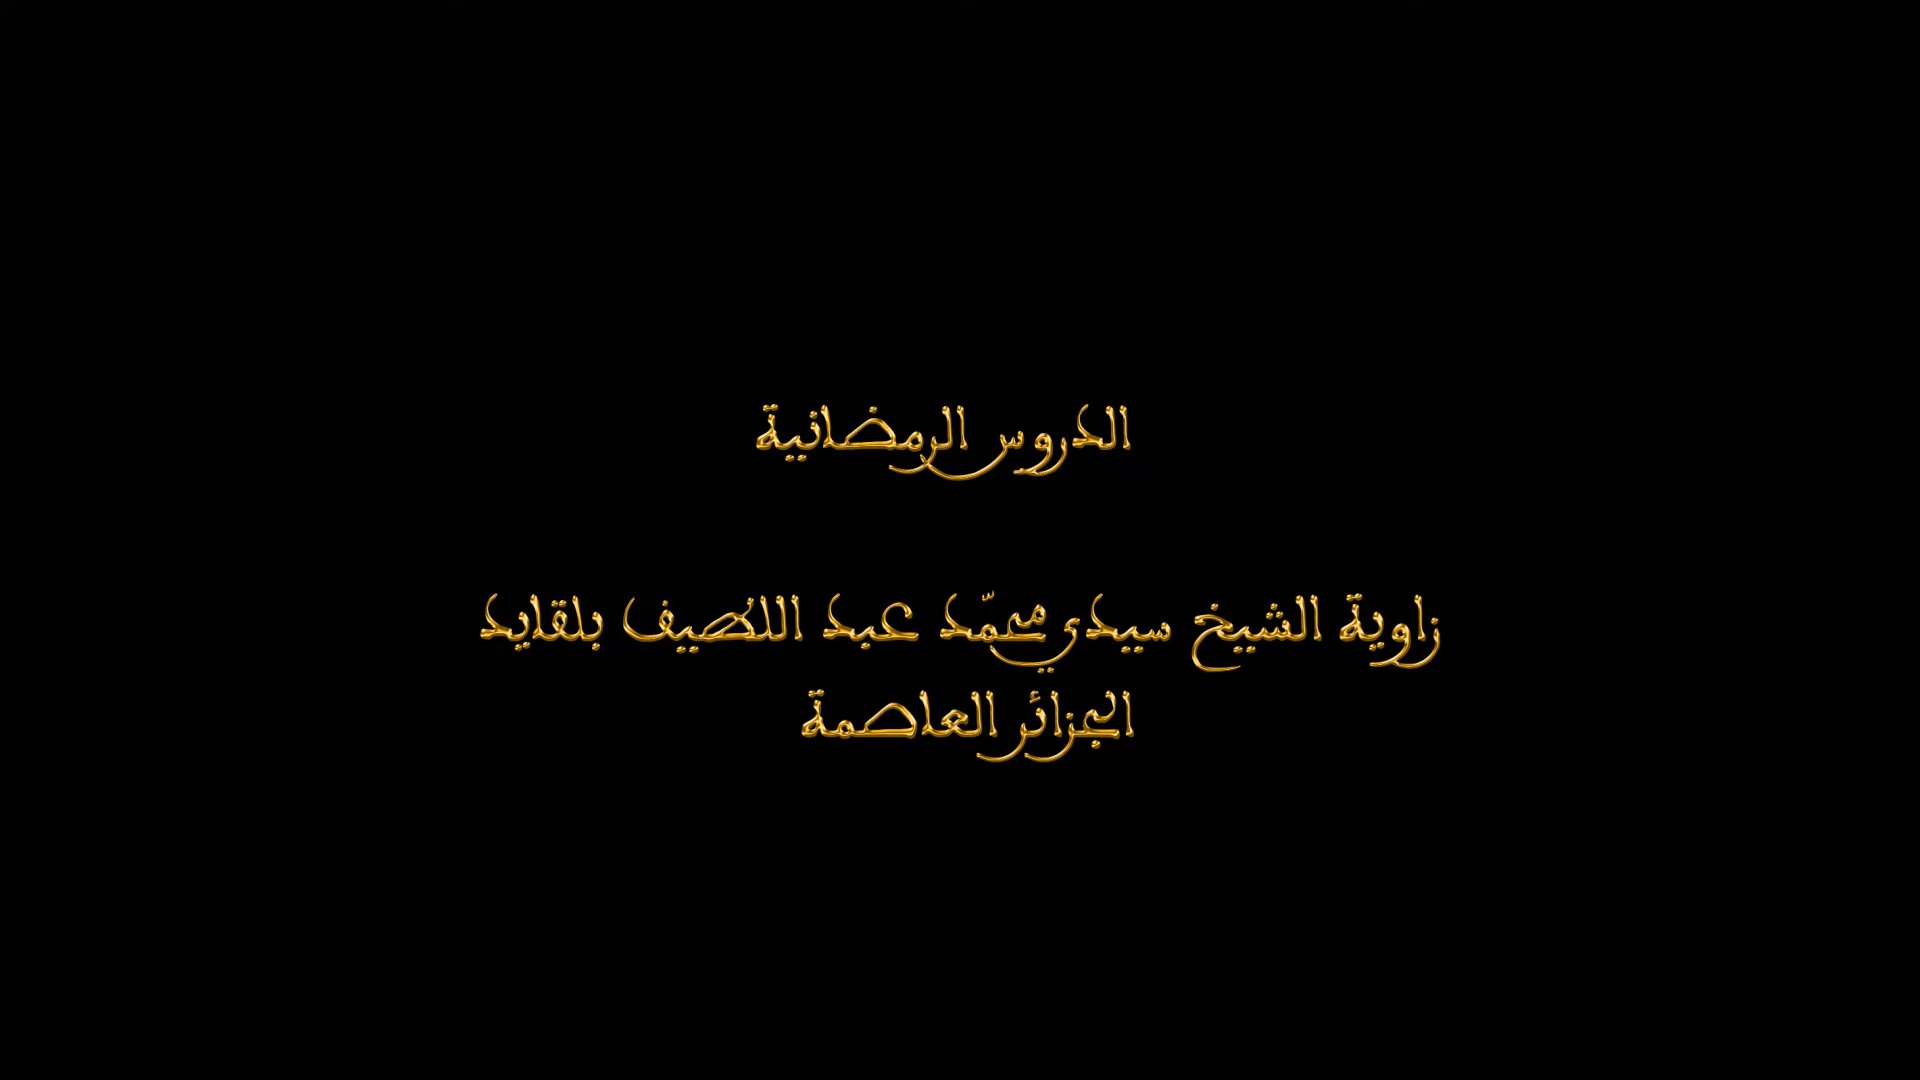 الدروس الرمضانية
زاوية الشيخ سيدي محمّد عبد اللطيف بلقايد
الجزائر العاصمة